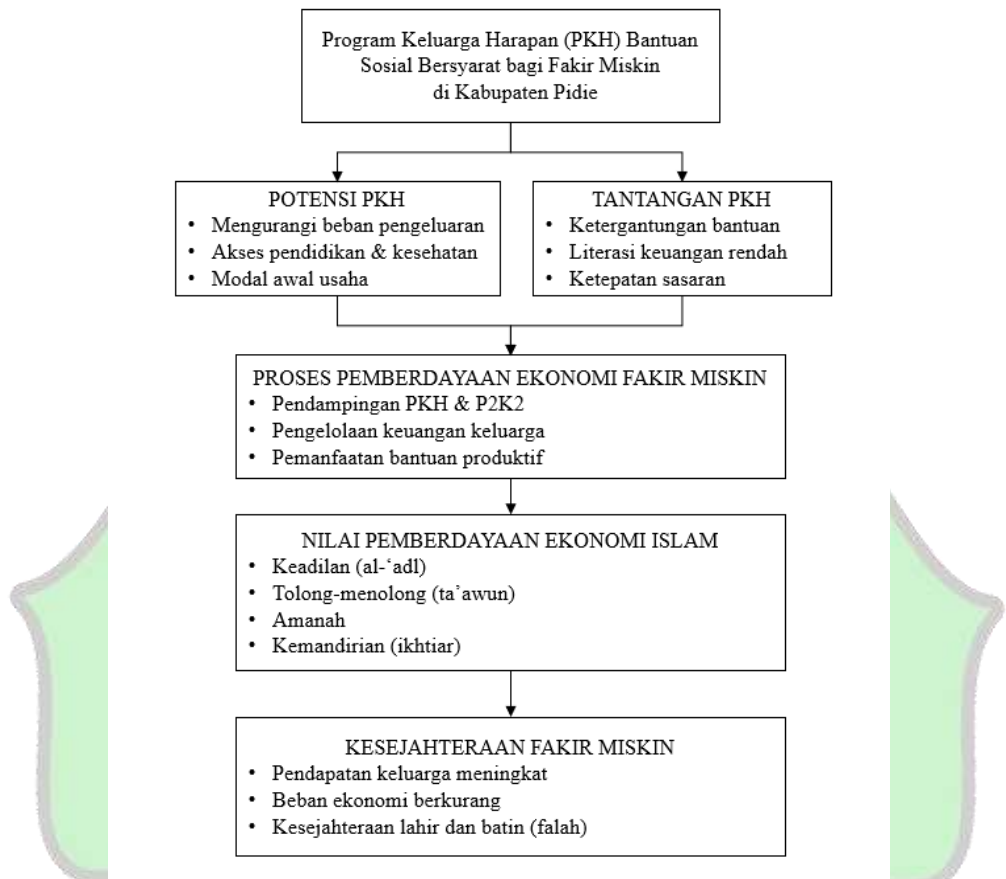 Program Keluarga Harapan (PKH) Bantuan
Sosial Bersyarat bagi Fakir Miskin
di Kabupaten Pidie
POTENSI PKH
• Mengurangi beban pengeluaran
• Akses pendidikan & kesehatan
• Modal awal usaha
TANTANGAN PKH
• Ketergantungan bantuan
• Literasi keuangan rendah
• Ketepatan sasaran
PROSES PEMBERDAYAAN EKONOMI FAKIR MISKIN
• Pendampingan PKH & P2K2
• Pengelolaan keuangan keluarga
• Pemanfaatan bantuan produktif
NILAI PEMBERDAYAAN EKONOMI ISLAM
• Keadilan (al-‘adl)
• Tolong-menolong (ta’awun)
• Amanah
• Kemandirian (ikhtiar)
KESEJAHTERAAN FAKIR MISKIN
• Pendapatan keluarga meningkat
• Beban ekonomi berkurang
• Kesejahteraan lahir dan batin (falah)